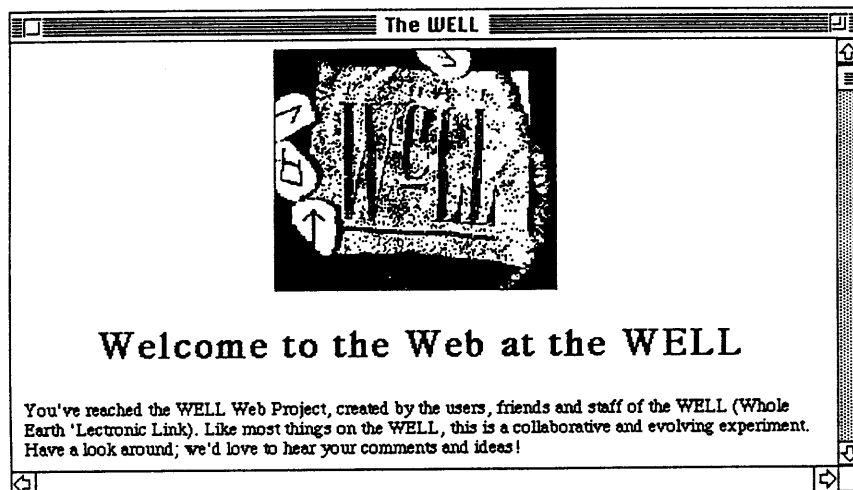 The WELL
WELL
Welcome to the Web at the WELL
You've reached the WELL Web Project, created by the users, friends and staff of the WELL (Whole
Earth 'Lectronic Link). Like most things on the WELL, this is a collaborative and evolving experiment.
Have a look around; we'd love to hear your comments and ideas!